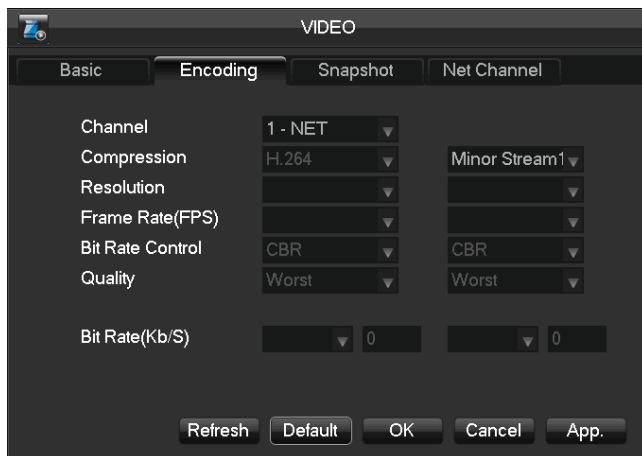 VIDEO
Basic Encoding Snapshot Net Channel
Channel 1 - NET
Compression H.264 Minor Stream1
Resolution
Frame Rate(FPS)
Bit Rate Control CBR CBR
Quality Worst Worst
Bit Rate(Kb/S) 0 0
Refresh Default OK Cancel App.